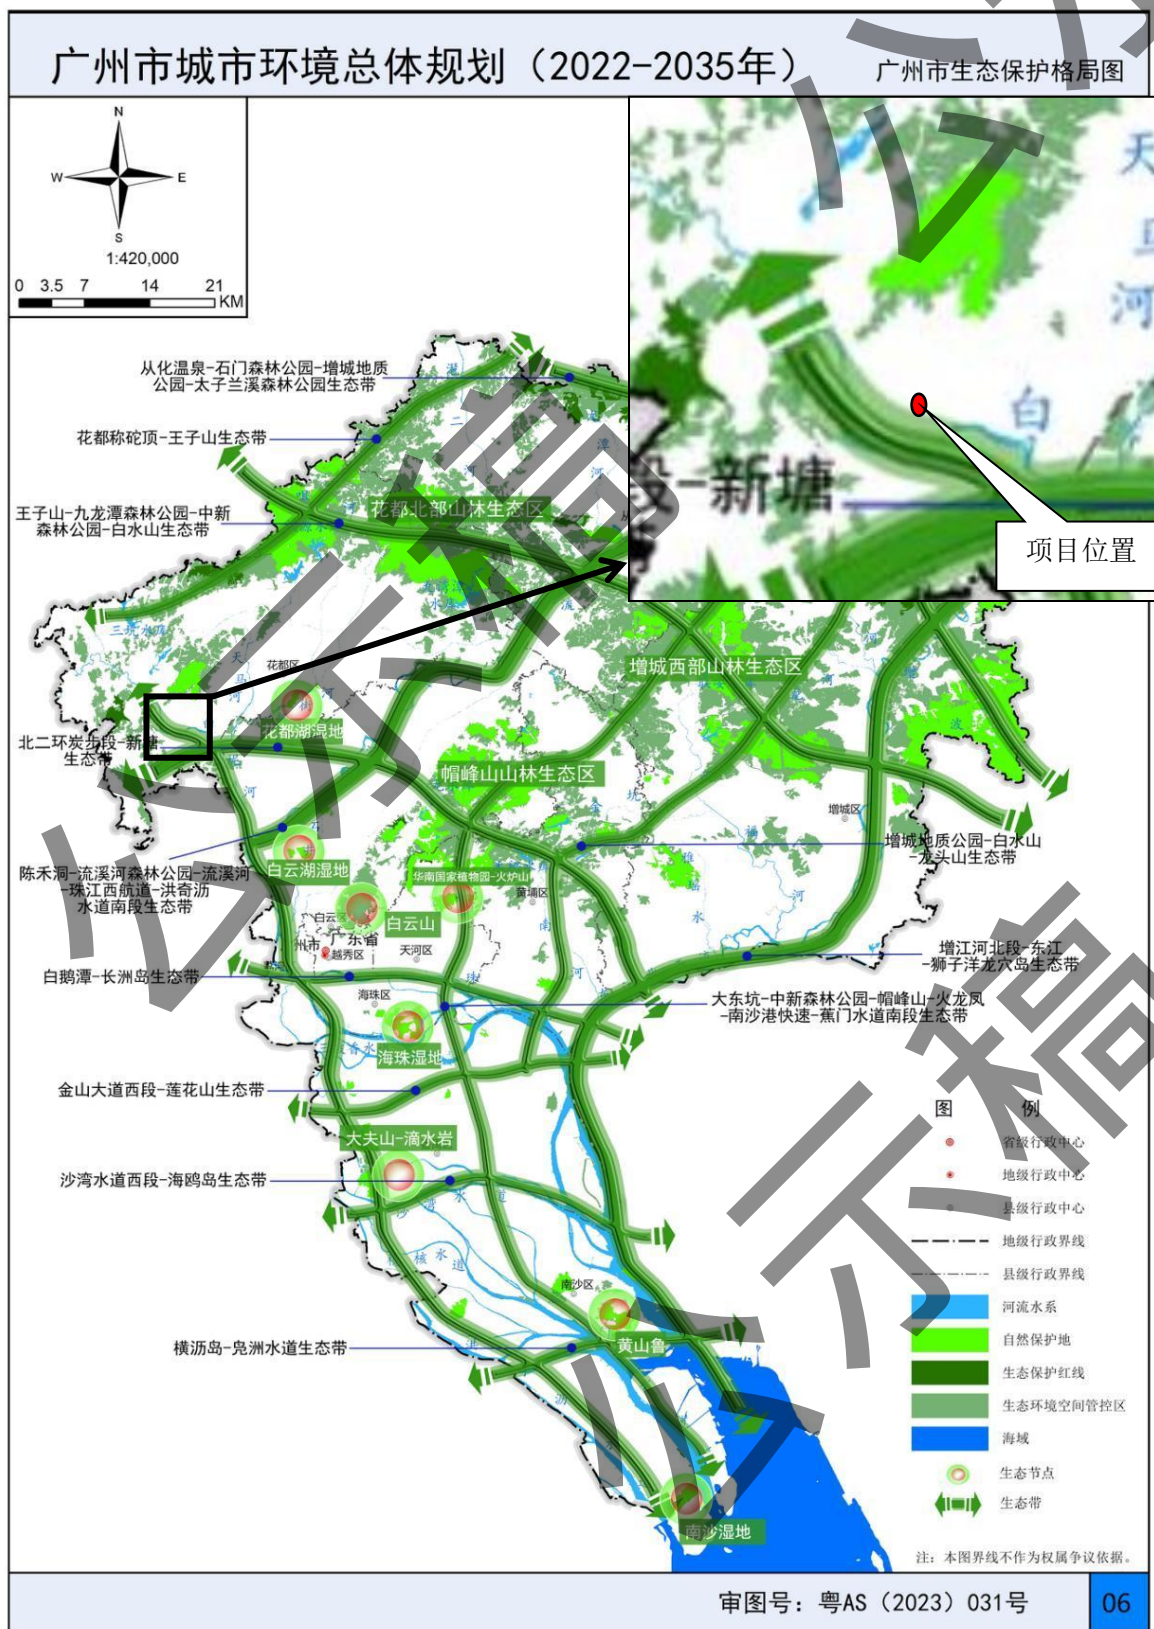 广州市城市环境总体规划（2022-2035年）
广州市生态保护格局图
N
W
E
S
1:420,000
0 3.5 7 14 21 KM
天
马
河
白
段-新塘
项目位置
从化温泉-石门森林公园-增城地质
公园-太子兰溪森林公园生态带
花都称砣顶-王子山生态带
王子山-九龙潭森林公园-中新
森林公园-白水山生态带
花都北部山林生态区
增城西部山林生态区
花都区
花都湖湿地
北二环炭步段-新塘
生态带
帽峰山山林生态区
增城区
增城地质公园-白水山
-龙头山生态带
陈禾洞-流溪河森林公园-流溪河
-珠江西航道-洪奇沥
水道南段生态带
白云湖湿地
华南国家植物园-火炉山
黄埔区
白云区
白云山
广东省
州市
越秀区
天河区
白鹅潭-长洲岛生态带
增江河北段-东江
-狮子洋龙穴岛生态带
海珠区
大东坑-中新森林公园-帽峰山-火龙凤
-南沙港快速-蕉门水道南段生态带
海珠湿地
金山大道西段-莲花山生态带
大夫山-滴水岩
沙湾水道西段-海鸥岛生态带
南沙区
黄山鲁
横沥岛-凫洲水道生态带
南沙湿地
图 例
省级行政中心
地级行政中心
县级行政中心
地级行政界线
县级行政界线
河流水系
自然保护地
生态保护红线
生态环境空间管控区
海域
生态节点
生态带
注：本图界线不作为权属争议依据。
审图号：粤AS（2023）031号
06
公示稿
公示稿